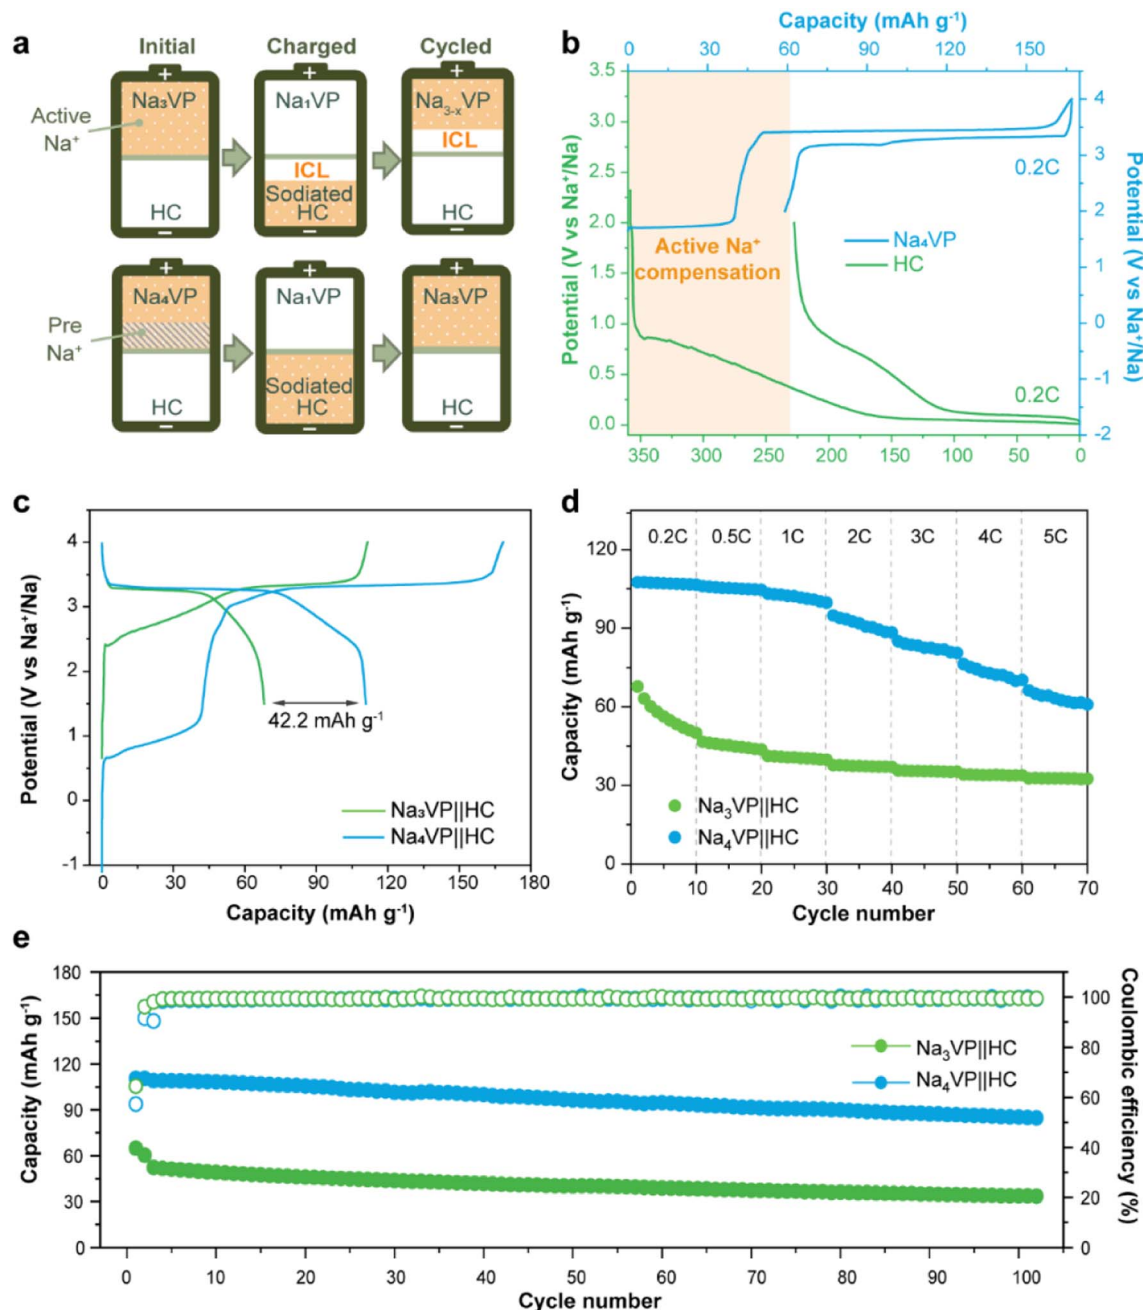 a
Initial
Charged
Cycled
Active
Na⁺
+
Na₃VP
HC
−
+
Na₁VP
ICL
Sodiated
HC
−
+
Na₃₋ₓVP
ICL
HC
−
Pre
Na⁺
+
Na₄VP
HC
−
+
Na₁VP
Sodiated
HC
−
+
Na₃VP
HC
−
b
Capacity (mAh g⁻¹)
0 30 60 90 120 150
Potential (V vs Na⁺/Na)
3.5
3.0
2.5
2.0
1.5
1.0
0.5
0.0
Active Na⁺
compensation
0.2C
Na₄VP
HC
0.2C
4
3
2
1
0
-1
-2
Potential (V vs Na⁺/Na)
350 300 250 200 150 100 50 0
c
Potential (V vs Na⁺/Na)
4
3
2
1
0
-1
42.2 mAh g⁻¹
Na₃VP||HC
Na₄VP||HC
0 30 60 90 120 150 180
Capacity (mAh g⁻¹)
d
Capacity (mAh g⁻¹)
120
90
60
30
0
0.2C 0.5C 1C 2C 3C 4C 5C
Na₃VP||HC
Na₄VP||HC
0 10 20 30 40 50 60 70
Cycle number
e
Capacity (mAh g⁻¹)
180
150
120
90
60
30
0
Na₃VP||HC
Na₄VP||HC
100
80
60
40
20
0
Coulombic efficiency (%)
0 10 20 30 40 50 60 70 80 90 100
Cycle number